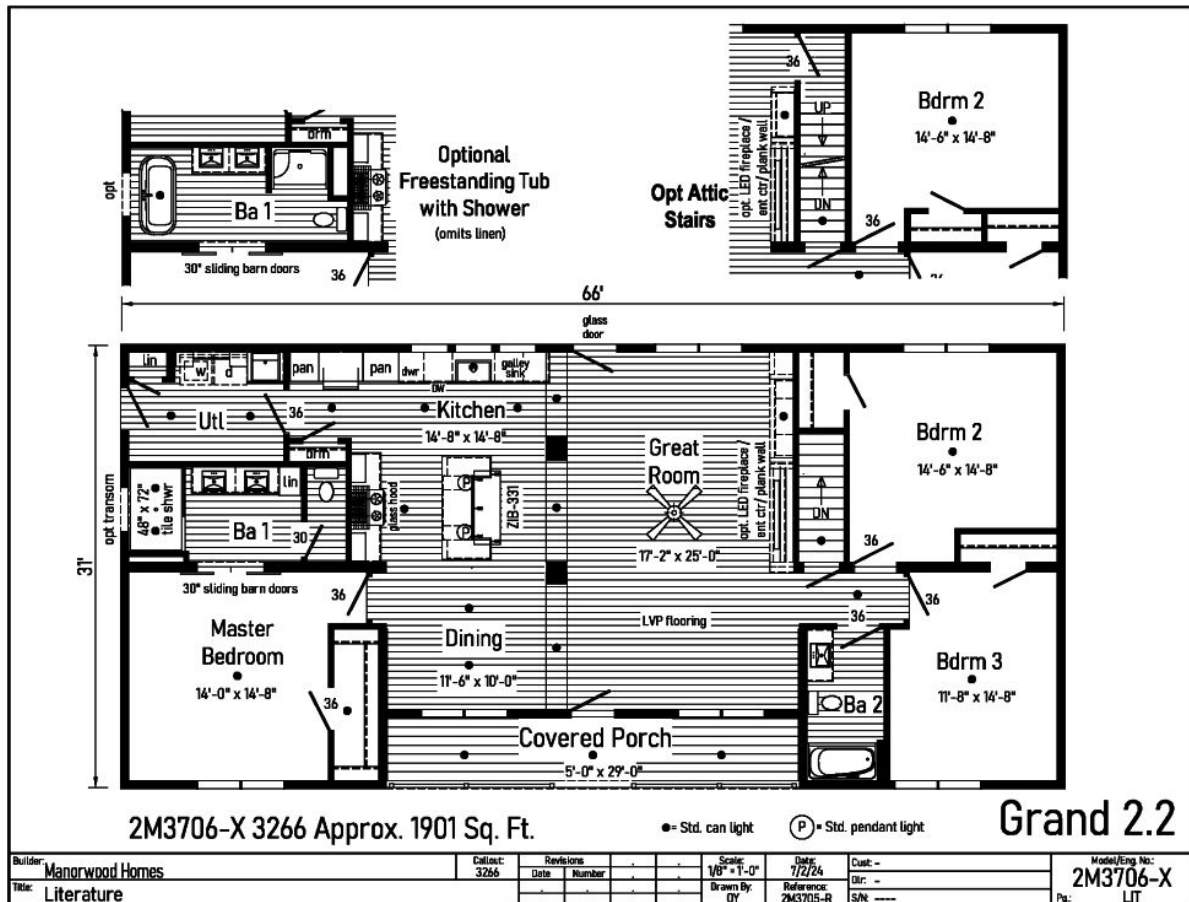 36
UP
DN
opt. LED fireplace /
ent ctr/ plank wall
Bdrm 2
14'-6" x 14'-8"
Opt Attic
Stairs
36
brm
opt
Ba 1
Optional
Freestanding Tub
with Shower
(omits linen)
30" sliding barn doors
36
66'
glass
door
31'
lin
w
d
pan
pan
dwr
DW
galley
sink
Utl
36
Kitchen
14'-8" x 14'-8"
brm
lin
opt transom
48" x 72"
tile shwr
Ba 1
30
glass hood
P
P
ZIB-331
Great
Room
17'-2" x 25'-0"
opt. LED fireplace /
ent ctr/ plank wall
DN
Bdrm 2
14'-6" x 14'-8"
36
30" sliding barn doors
36
Master
Bedroom
14'-0" x 14'-8"
36
Dining
11'-6" x 10'-0"
LVP flooring
36
36
Bdrm 3
11'-8" x 14'-8"
Ba 2
Covered Porch
5'-0" x 29'-0"
2M3706-X 3266 Approx. 1901 Sq. Ft.
= Std. can light
P = Std. pendant light
Grand 2.2
Builder: Manorwood Homes
Title: Literature
Callout: 3266
Revisions
Date Number
Scale: 1/8" = 1'-0"
Date: 7/2/24
Drawn By: OY
Reference: 2M3705-R
Cust: -
Dlr: -
S/N: ----
Model/Eng. No.: 2M3706-X
Pg.: LIT